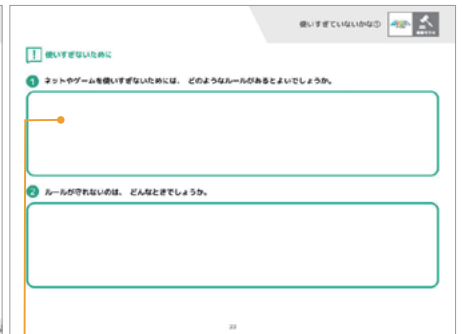 使いすぎていないかな①
使いすぎないために
1 ネットやゲームを使いすぎないためには、どのようなルールがあるとよいでしょうか。
2 ルールが守れないのは、どんなときでしょうか。